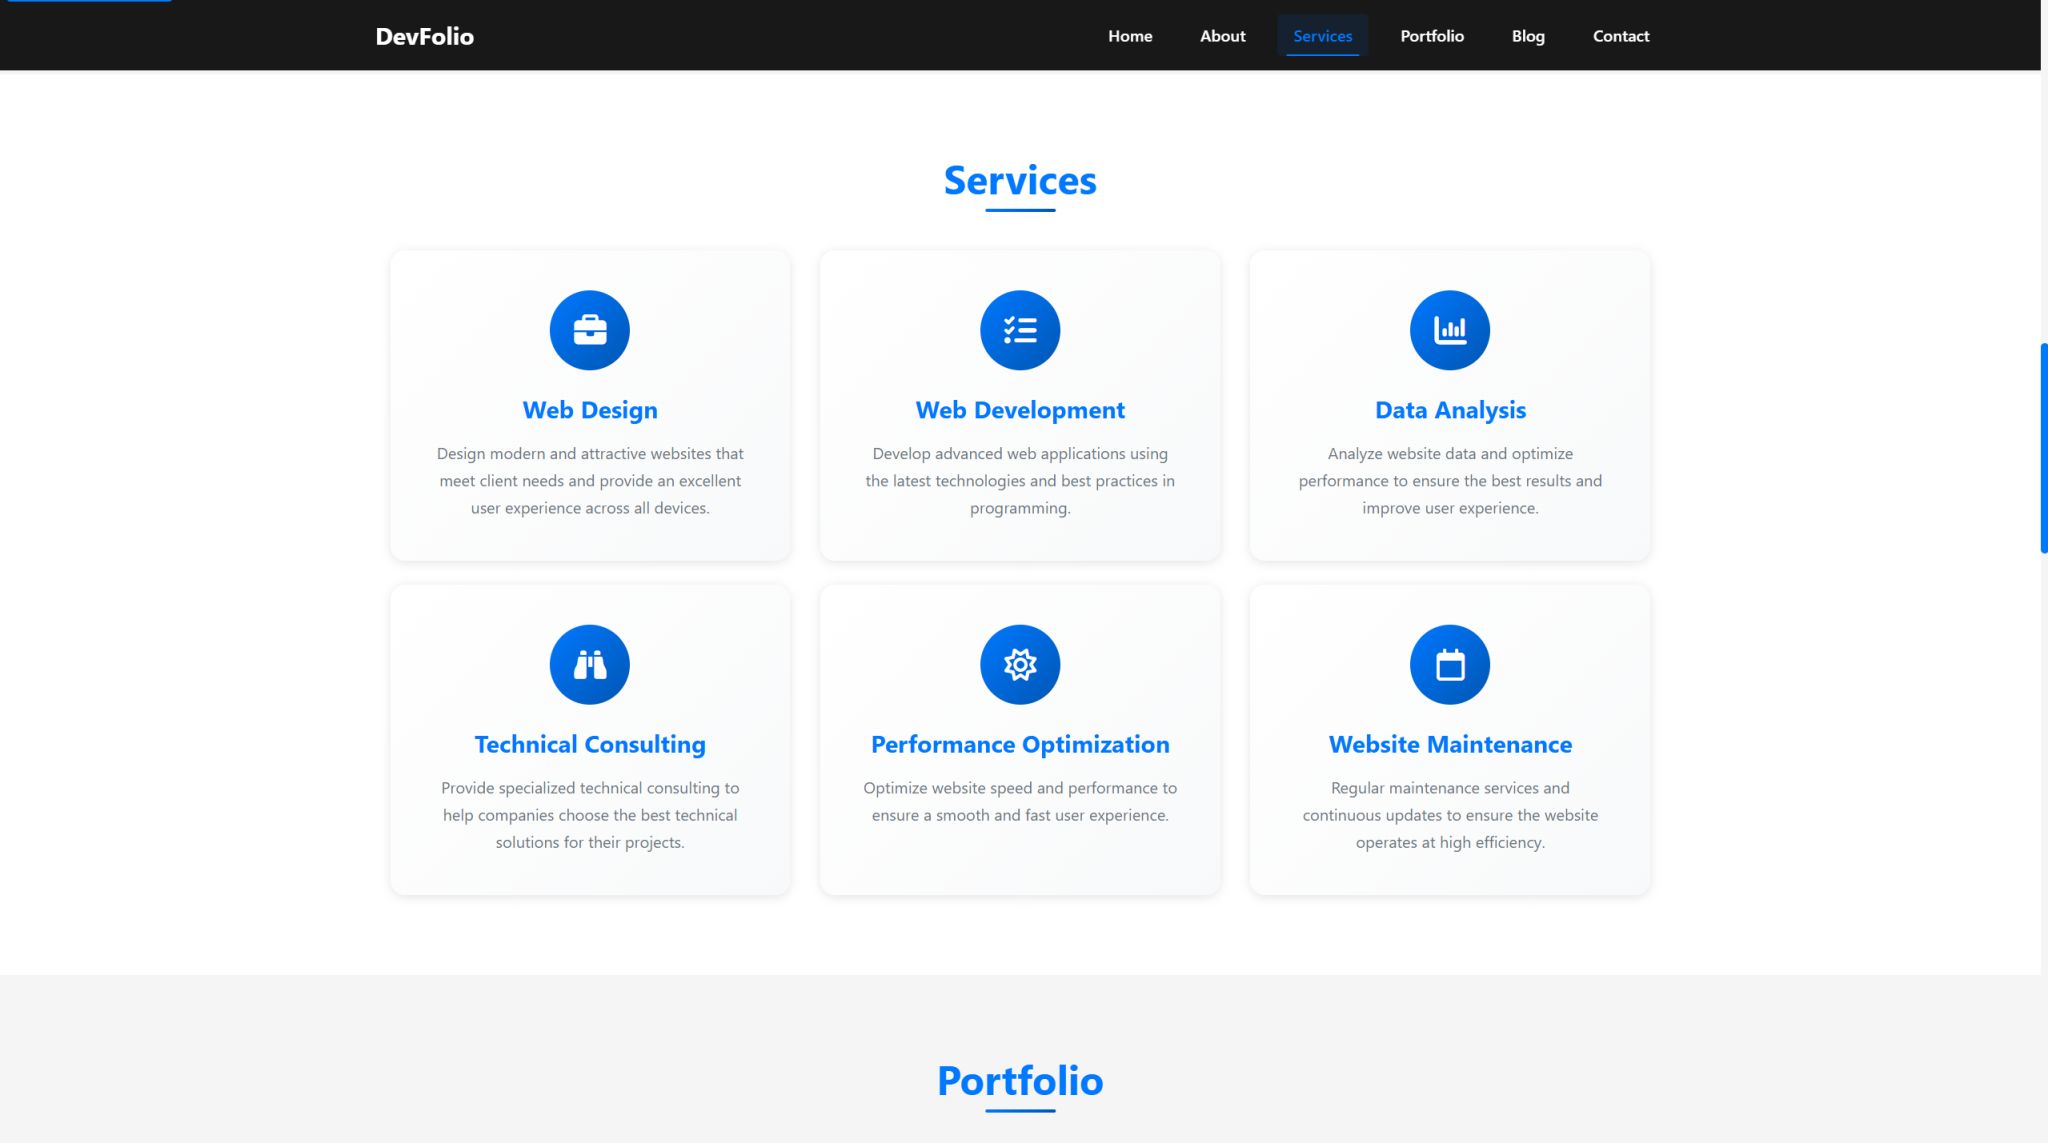 DevFolio
Home
About
Services
Portfolio
Blog
Contact
Services
Web Design
Design modern and attractive websites that
meet client needs and provide an excellent
user experience across all devices.
Web Development
Develop advanced web applications using
the latest technologies and best practices in
programming.
Data Analysis
Analyze website data and optimize
performance to ensure the best results and
improve user experience.
Technical Consulting
Provide specialized technical consulting to
help companies choose the best technical
solutions for their projects.
Performance Optimization
Optimize website speed and performance to
ensure a smooth and fast user experience.
Website Maintenance
Regular maintenance services and
continuous updates to ensure the website
operates at high efficiency.
Portfolio